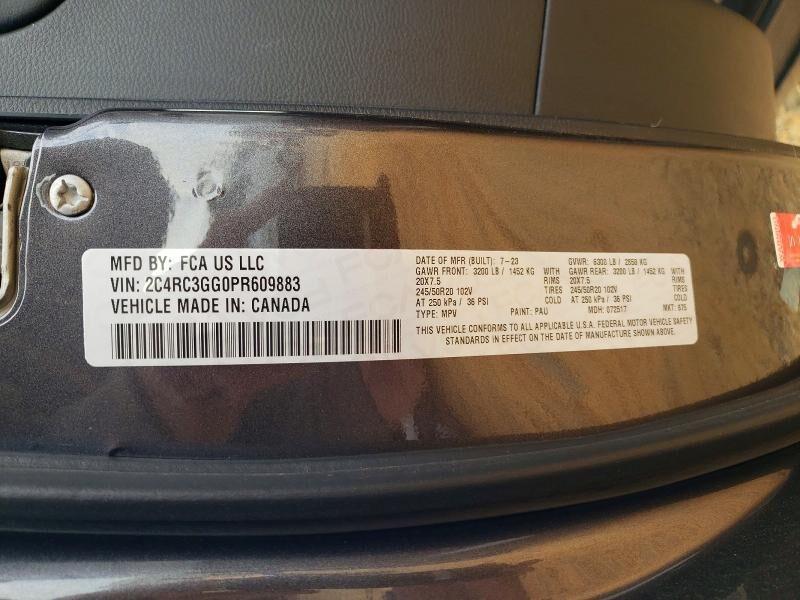 MFD BY: FCA US LLC
VIN: 2C4RC3GG0PR609883
VEHICLE MADE IN: CANADA
DATE OF MFR (BUILT): 7-23 GVWR: 6300 LB / 2858 KG
GAWR FRONT: 3200 LB / 1452 KG WITH GAWR REAR: 3200 LB / 1452 KG WITH
20X7.5 RIMS 20X7.5 RIMS
245/50R20 102V TIRES 245/50R20 102V TIRES
AT 250 kPa / 36 PSI COLD AT 250 kPa / 36 PSI COLD
TYPE: MPV PAINT: PAU MDH: 072517 MKT: 675
THIS VEHICLE CONFORMS TO ALL APPLICABLE U.S.A. FEDERAL MOTOR VEHICLE SAFETY
STANDARDS IN EFFECT ON THE DATE OF MANUFACTURE SHOWN ABOVE.